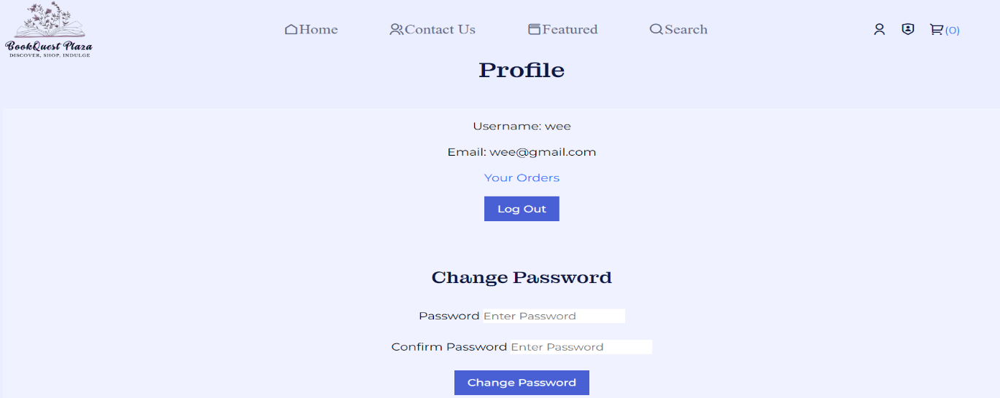 BookQuest Plaza
DISCOVER, SHOP, INDULGE
Home Contact Us Featured Search (0)
Profile
Username: wee
Email: wee@gmail.com
Your Orders
Log Out
Change Password
Password Enter Password
Confirm Password Enter Password
Change Password